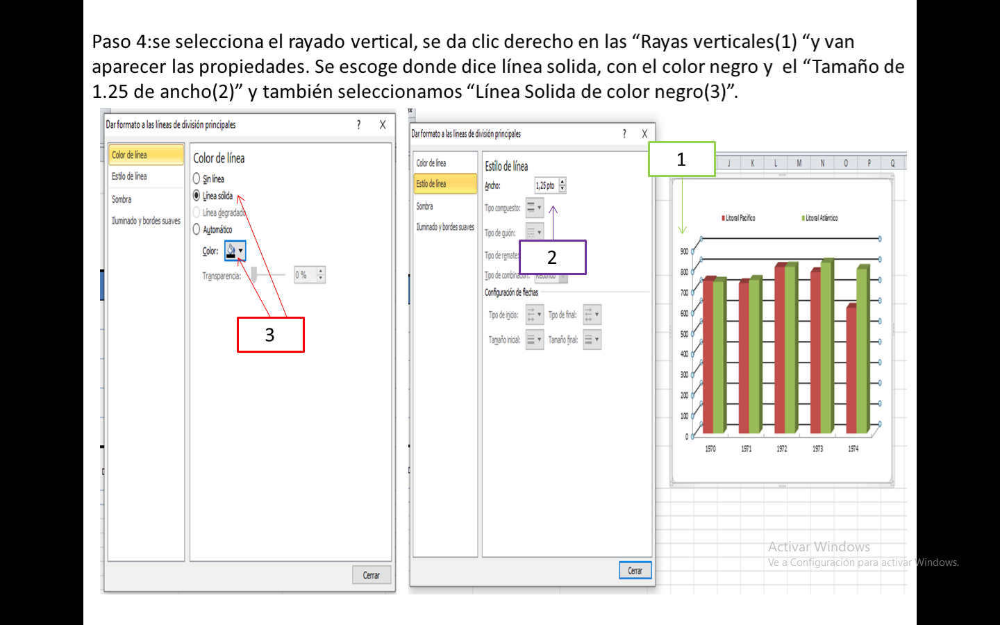 Paso 4:se selecciona el rayado vertical, se da clic derecho en las “Rayas verticales(1) “y van
aparecer las propiedades. Se escoge donde dice línea solida, con el color negro y  el “Tamaño de
1.25 de ancho(2)” y también seleccionamos “Línea Solida de color negro(3)”.
Dar formato a las líneas de división principales
?
X
Color de línea
Estilo de línea
Sombra
Iluminado y bordes suaves
Color de línea
Sin línea
Línea sólida
Línea degradado
Automático
Color:
Transparencia:
0 %
3
Cerrar
Dar formato a las líneas de división principales
?
X
Color de línea
Estilo de línea
Sombra
Iluminado y bordes suaves
Estilo de línea
Ancho:
1,25 pto
Tipo compuesto:
Tipo de guión:
Tipo de remate:
Tipo de combinación:
Redondo
2
Configuración de flechas
Tipo de inicio:
Tipo de final:
Tamaño inicial:
Tamaño final:
Cerrar
1
J K L M N O P Q
Litoral Pacifico
Litoral Atlántico
900
800
700
600
500
400
300
200
100
0
1970 1971 1972 1973 1974
Activar Windows
Ve a Configuración para activar Windows.